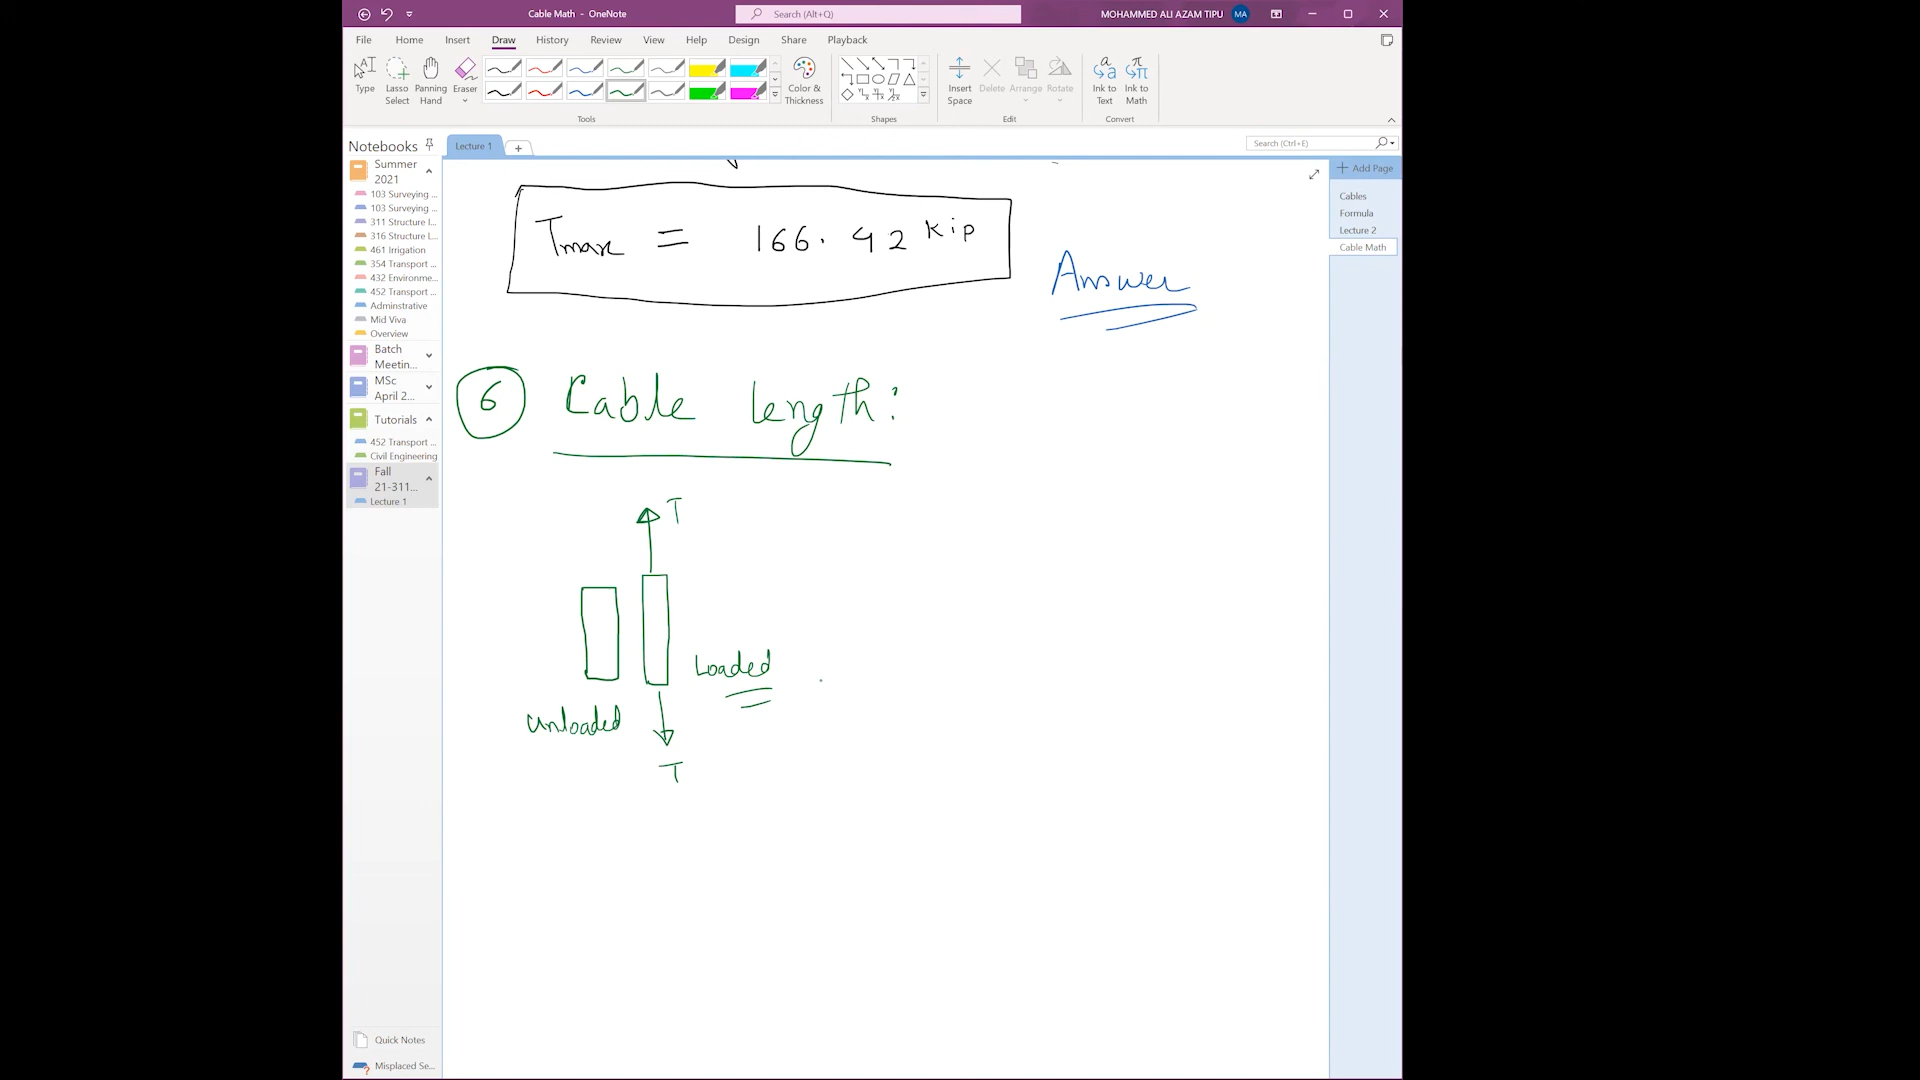 Cable Math - OneNote
Search (Alt+Q)
MOHAMMED ALI AZAM TIPU
MA
File Home Insert Draw History Review View Help Design Share Playback
Type
Lasso Select
Panning Hand
Eraser
Color & Thickness
Insert Space
Delete
Arrange
Rotate
Ink to Text
Ink to Math
Tools
Shapes
Edit
Convert
Notebooks
Lecture 1
Search (Ctrl+E)
Summer 2021
103 Surveying ...
103 Surveying ...
311 Structure I...
316 Structure L...
461 Irrigation
354 Transport ...
432 Environme...
452 Transport ...
Adminstrative
Mid Viva
Overview
Batch Meetin...
MSc April 2...
Tutorials
452 Transport ...
Civil Engineering
Fall 21-311...
Lecture 1
Quick Notes
Misplaced Se...
Add Page
Cables
Formula
Lecture 2
Cable Math
Tmax = 166.42 kip
Answer
6 Cable length:
T
Loaded
unloaded
T